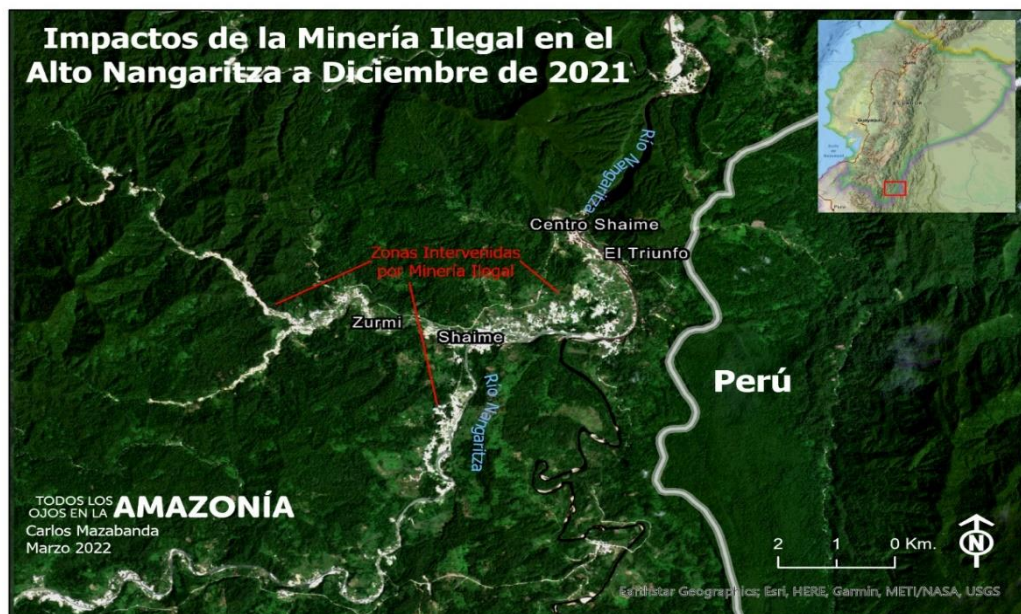 Impactos de la Minería Ilegal en el
Alto Nangaritza a Diciembre de 2021
Río Nangaritza
Centro Shaime
El Triunfo
Zonas Intervenidas
por Minería Ilegal
Zurmi
Shaime
Río Nangaritza
Perú
TODOS LOS
OJOS EN LA AMAZONÍA
Carlos Mazabanda
Marzo 2022
2 1 0 Km.
N
Earthstar Geographics; Esri, HERE, Garmin, METI/NASA, USGS